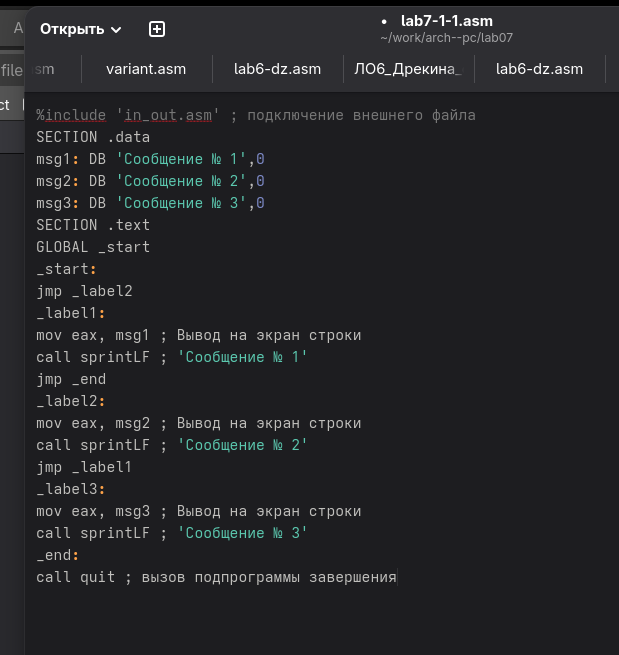 Открыть
• lab7-1-1.asm
~/work/arch--pc/lab07
sm
variant.asm
lab6-dz.asm
ЛО6_Дрекина_
lab6-dz.asm
A
file
ct
%include 'in_out.asm' ; подключение внешнего файла
SECTION .data
msg1: DB 'Сообщение № 1',0
msg2: DB 'Сообщение № 2',0
msg3: DB 'Сообщение № 3',0
SECTION .text
GLOBAL _start
_start:
jmp _label2
_label1:
mov eax, msg1 ; Вывод на экран строки
call sprintLF ; 'Сообщение № 1'
jmp _end
_label2:
mov eax, msg2 ; Вывод на экран строки
call sprintLF ; 'Сообщение № 2'
jmp _label1
_label3:
mov eax, msg3 ; Вывод на экран строки
call sprintLF ; 'Сообщение № 3'
_end:
call quit ; вызов подпрограммы завершения